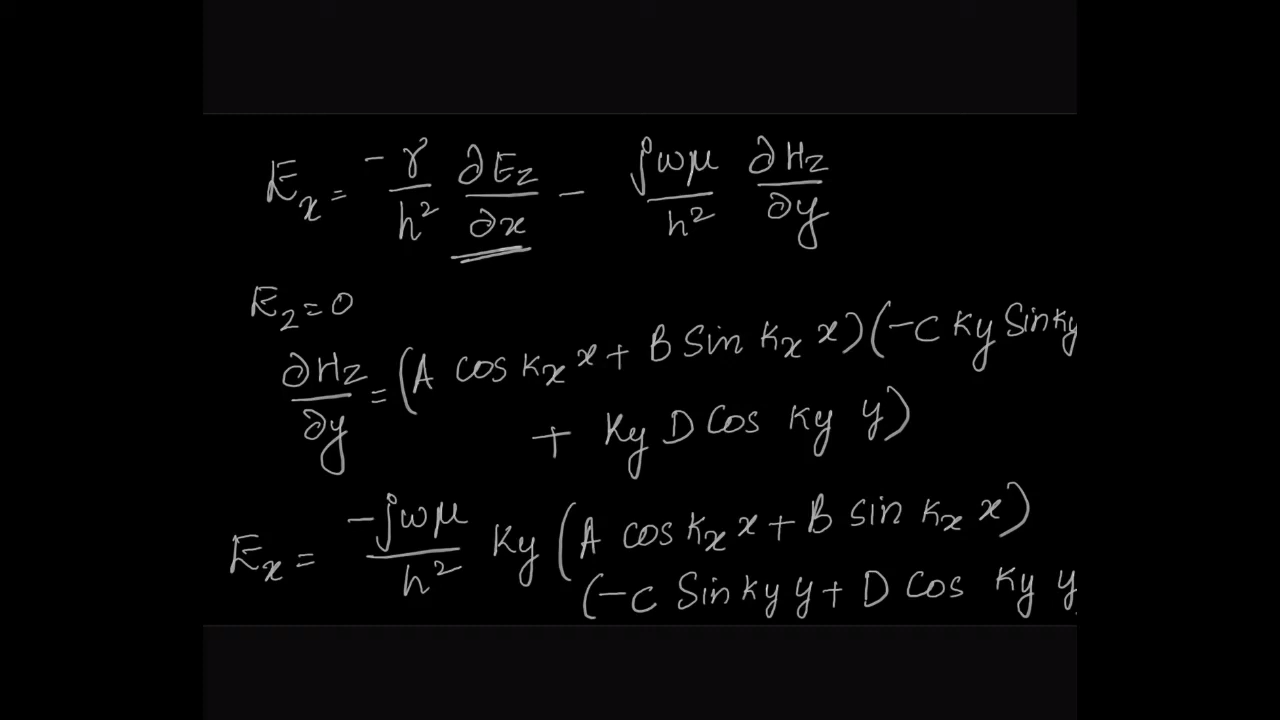 Ex = -γ/h² ∂Ez/∂x - jωμ/h² ∂Hz/∂y
Ez = 0
∂Hz/∂y = (A cos Kx x + B Sin Kx x)(-C Ky Sin Ky
+ Ky D Cos Ky y)
Ex = -jωμ/h² Ky (A cos Kx x + B sin Kx x)
(-C Sin Ky y + D Cos Ky y